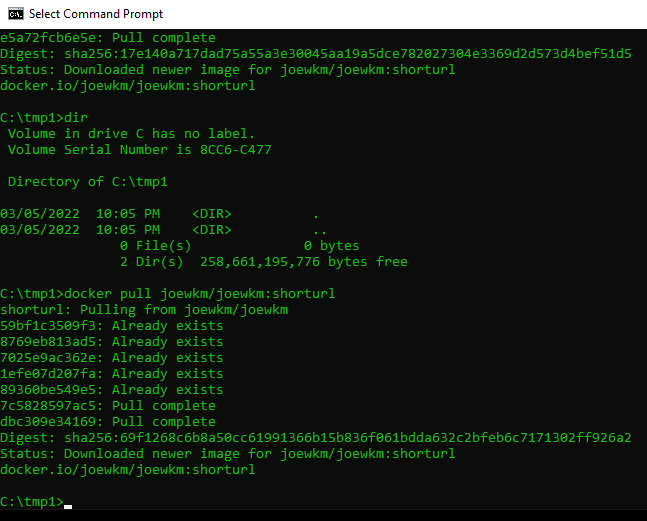 Select Command Prompt
e5a72fcb6e5e: Pull complete
Digest: sha256:17e140a717dad75a55a3e30045aa19a5dce782027304e3369d2d573d4bef51d5
Status: Downloaded newer image for joewkm/joewkm:shorturl
docker.io/joewkm/joewkm:shorturl
C:\tmp1>dir
Volume in drive C has no label.
Volume Serial Number is 8CC6-C477
Directory of C:\tmp1
03/05/2022  10:05 PM    <DIR>          .
03/05/2022  10:05 PM    <DIR>          ..
0 File(s)              0 bytes
2 Dir(s)  258,661,195,776 bytes free
C:\tmp1>docker pull joewkm/joewkm:shorturl
shorturl: Pulling from joewkm/joewkm
59bf1c3509f3: Already exists
8769eb813ad5: Already exists
7025e9ac362e: Already exists
1efe07d207fa: Already exists
89360be549e5: Already exists
7c5828597ac5: Pull complete
dbc309e34169: Pull complete
Digest: sha256:69f1268c6b8a50cc61991366b15b836f061bdda632c2bfeb6c7171302ff926a2
Status: Downloaded newer image for joewkm/joewkm:shorturl
docker.io/joewkm/joewkm:shorturl
C:\tmp1>